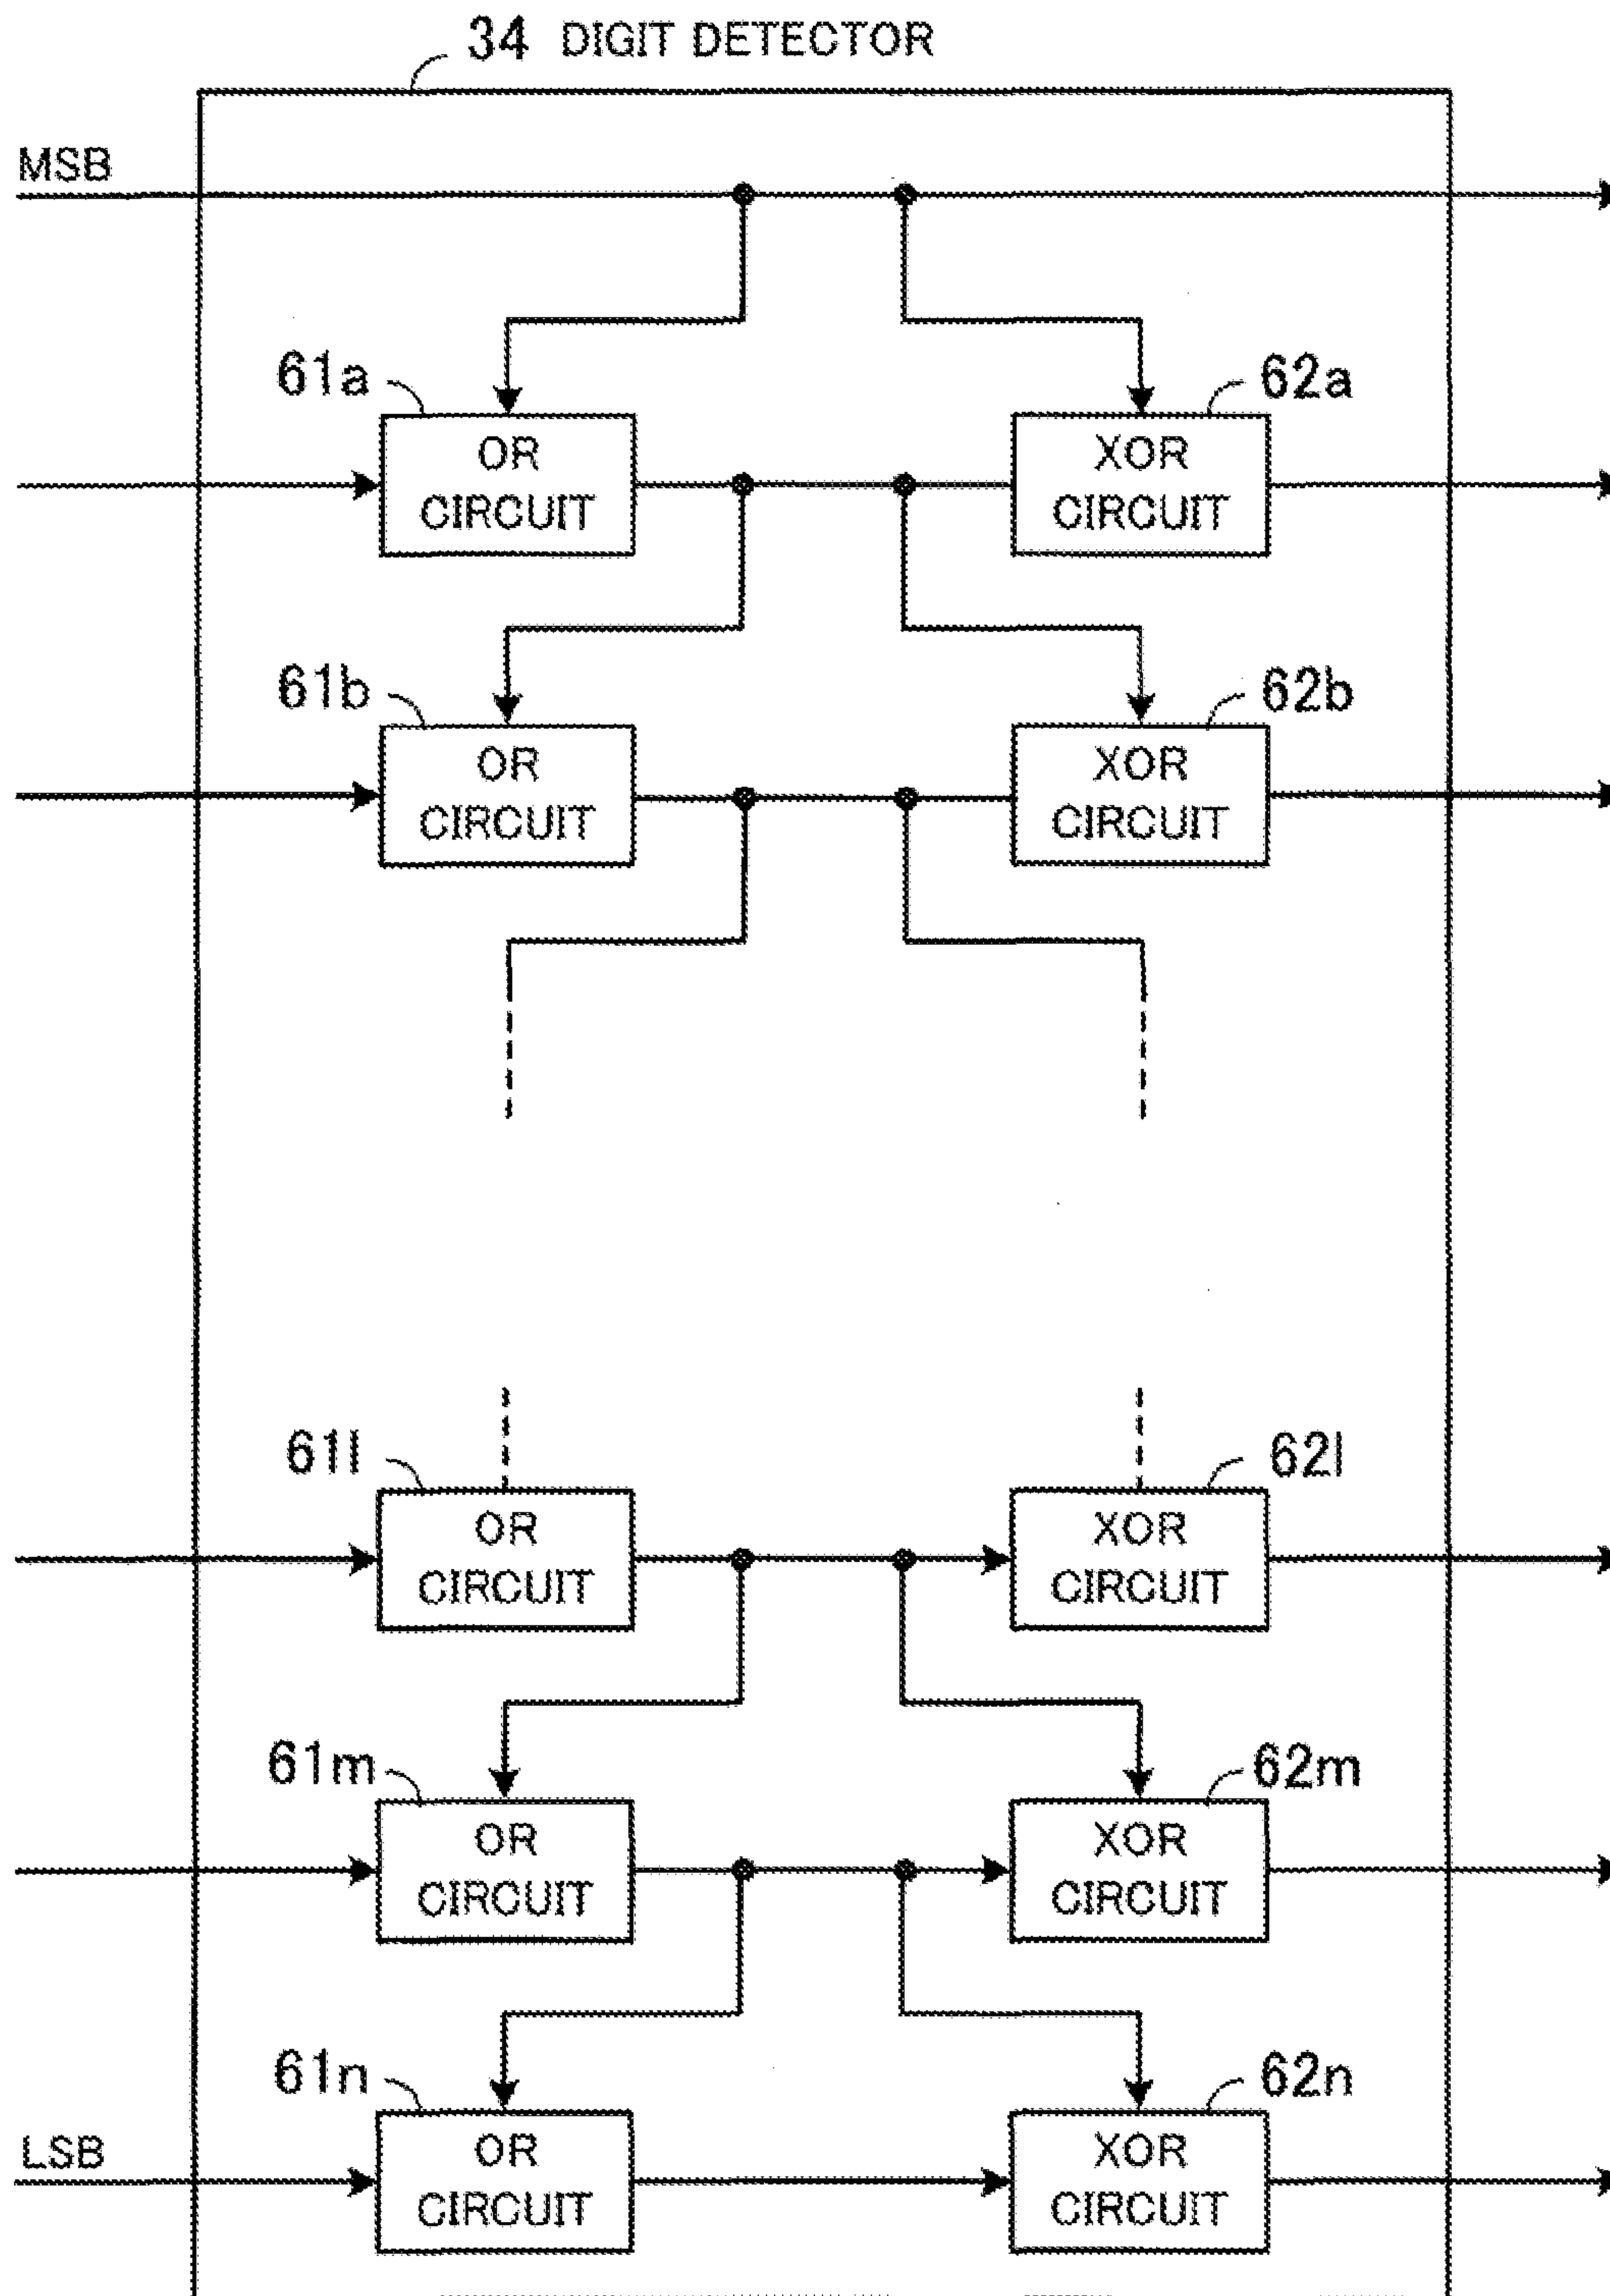 34 DIGIT DETECTOR
MSB
61a
62a
OR
CIRCUIT
XOR
CIRCUIT
61b
62b
OR
CIRCUIT
XOR
CIRCUIT
61l
62l
OR
CIRCUIT
XOR
CIRCUIT
61m
62m
OR
CIRCUIT
XOR
CIRCUIT
61n
62n
LSB
OR
CIRCUIT
XOR
CIRCUIT